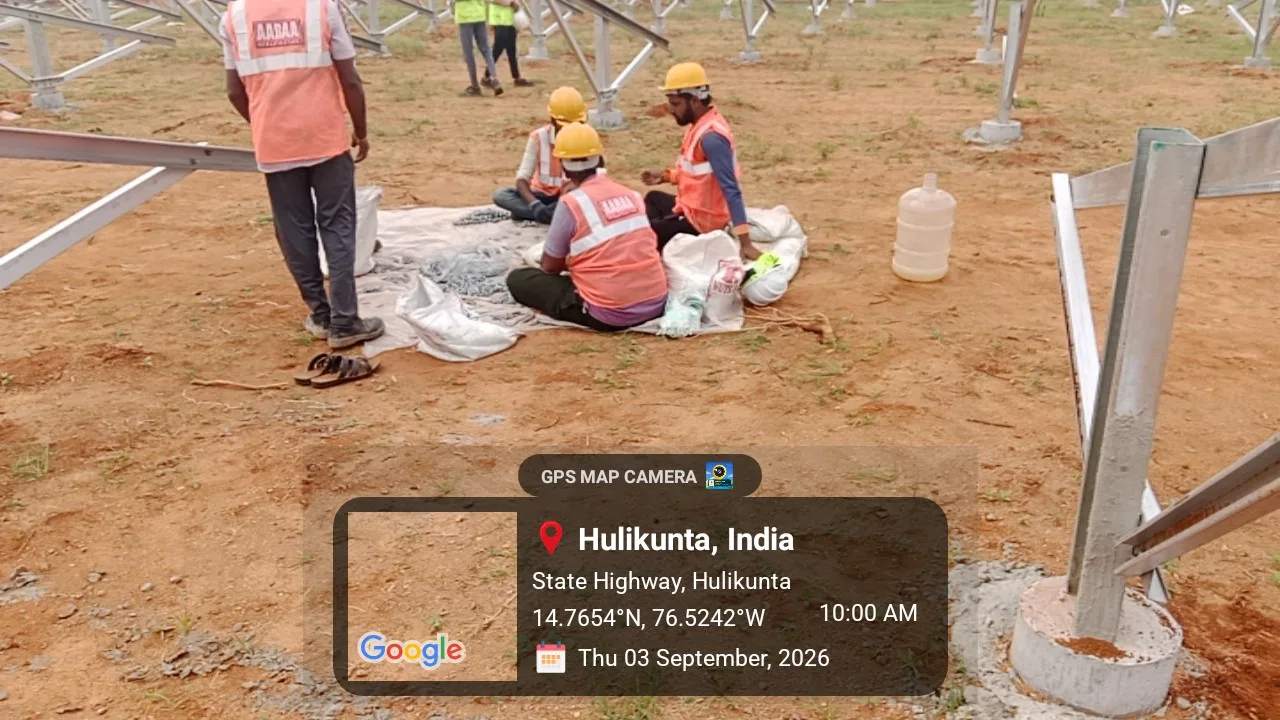 AABAA
AABAA
GPS MAP CAMERA
Hulikunta, India
State Highway, Hulikunta
14.7654°N, 76.5242°W
10:00 AM
Google
Thu 03 September, 2026